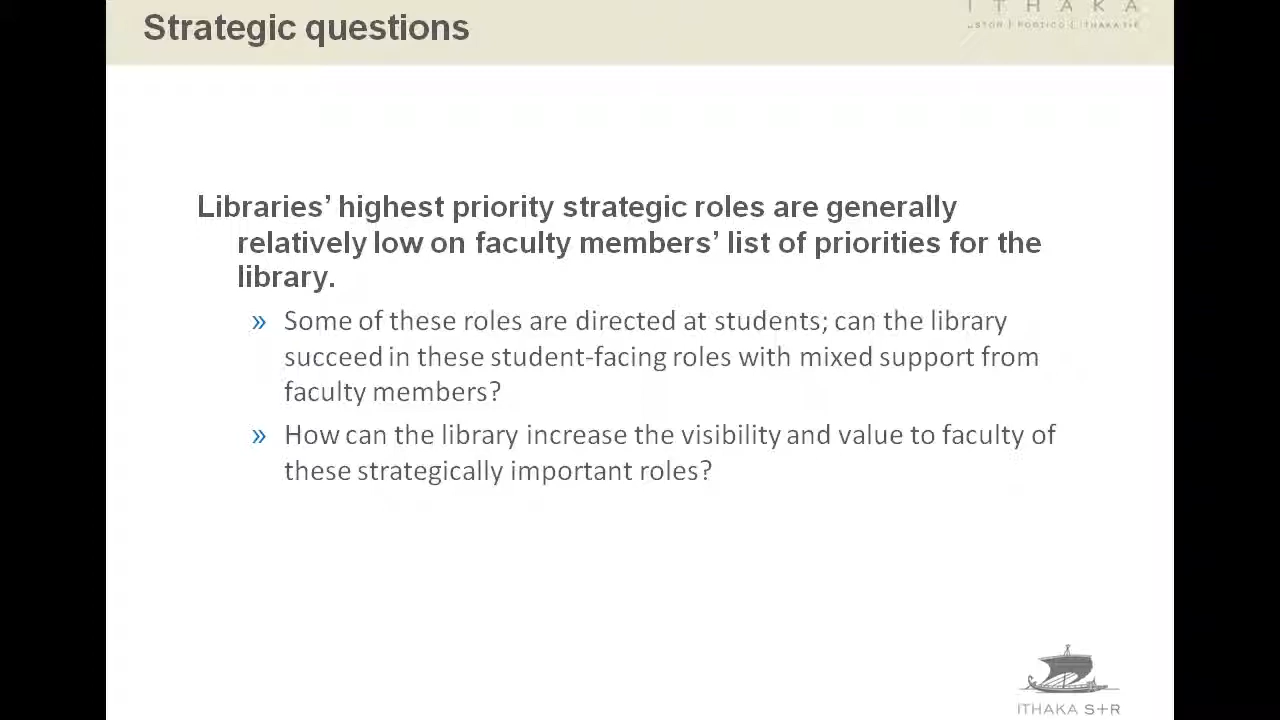 Strategic questions
ITHAKA
JSTOR | PORTICO | ITHAKA S+R
Libraries’ highest priority strategic roles are generally
relatively low on faculty members’ list of priorities for the
library.
» Some of these roles are directed at students; can the library
succeed in these student-facing roles with mixed support from
faculty members?
» How can the library increase the visibility and value to faculty of
these strategically important roles?
ITHAKA S+R